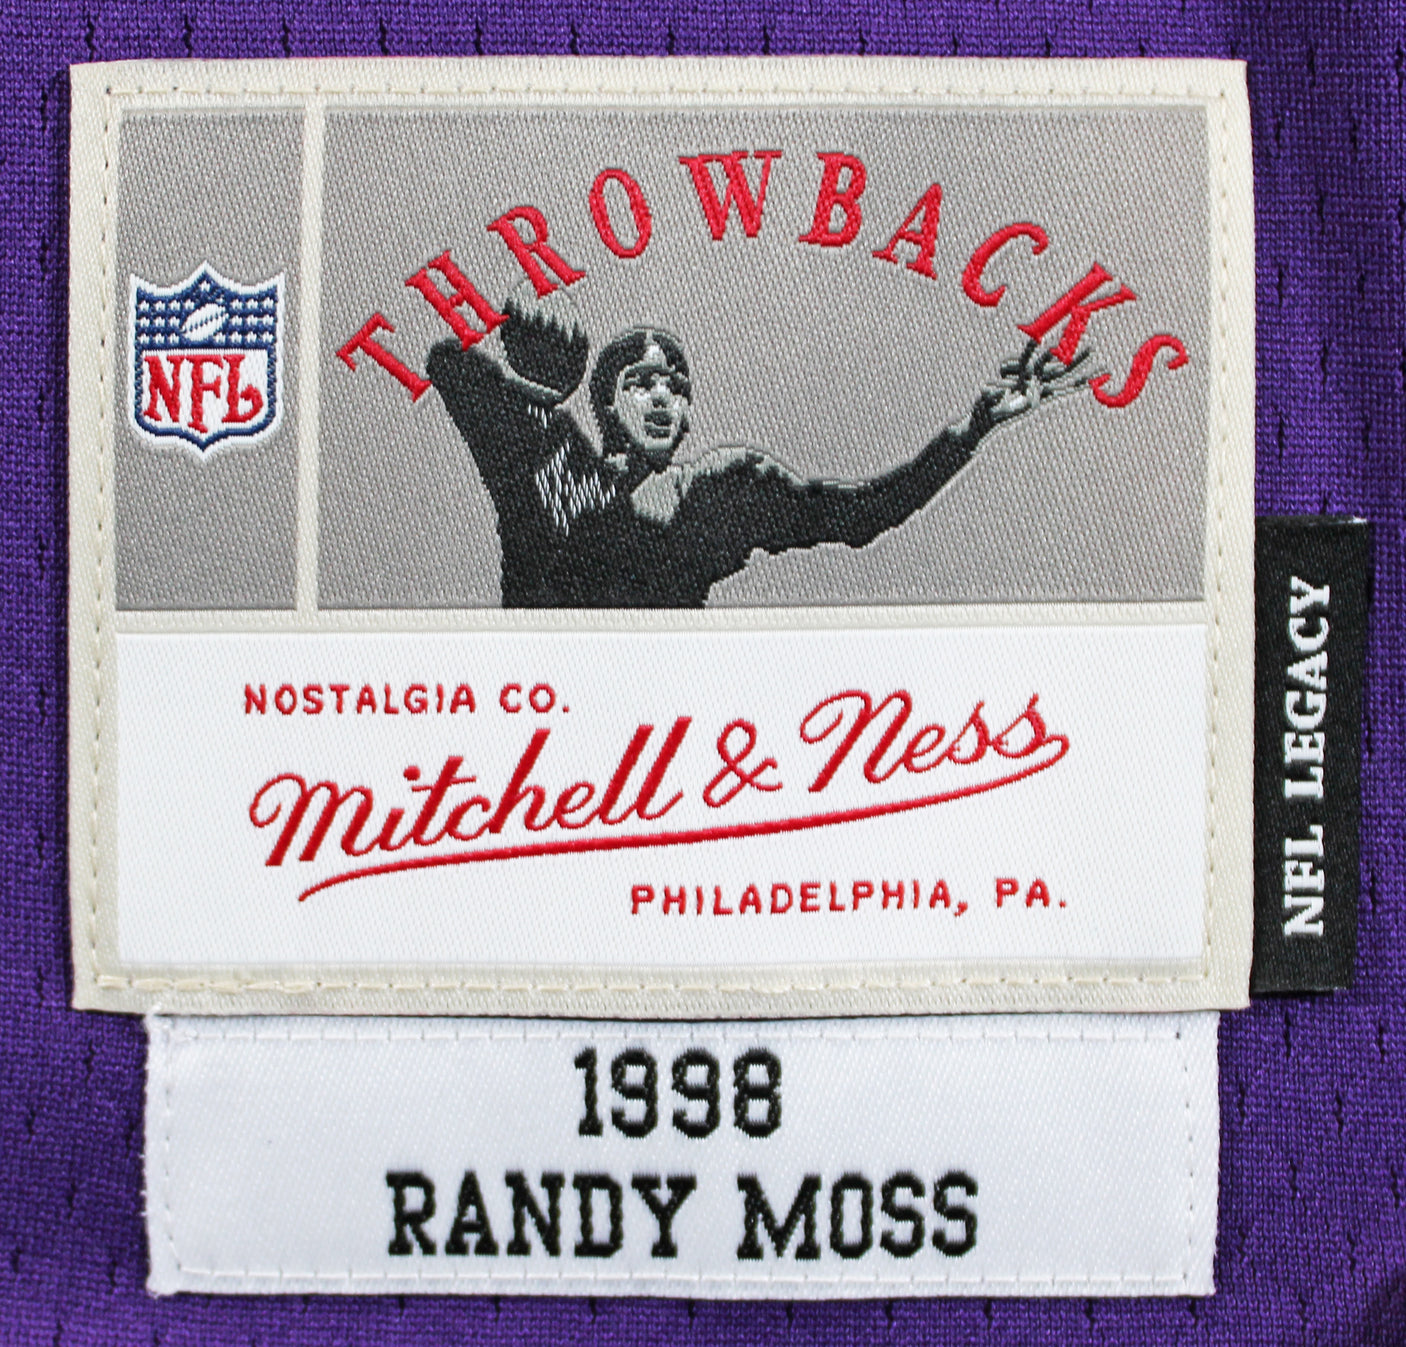 THROWBACKS
NFL
NOSTALGIA CO.
Mitchell & Ness
PHILADELPHIA, PA.
NFL LEGACY
1998
RANDY MOSS